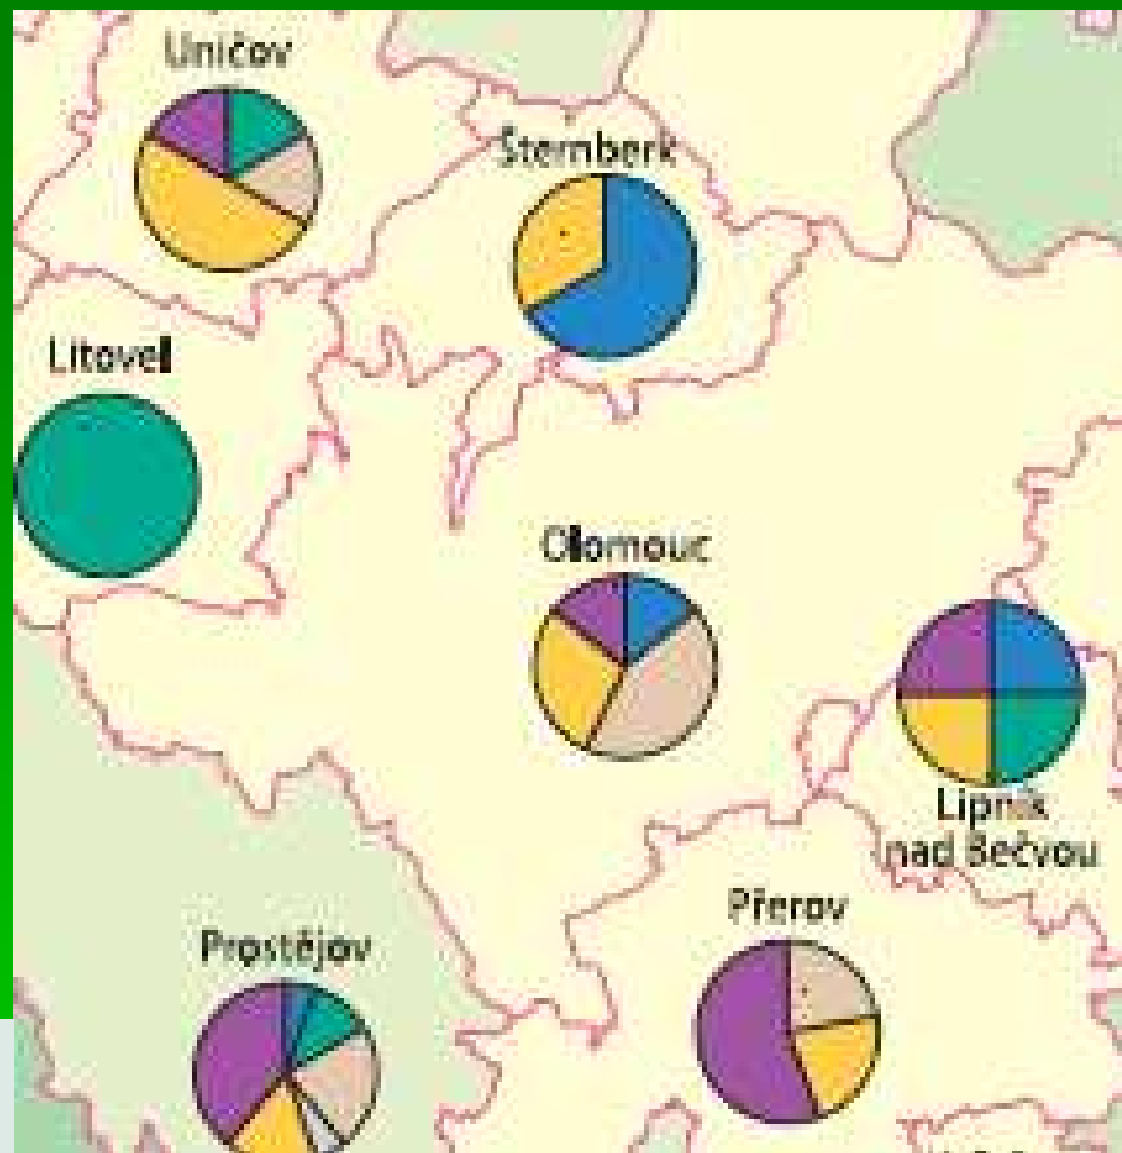 Uničov
Šternberk
Litovel
Olomouc
Lipník
nad Bečvou
Přerov
Prostějov